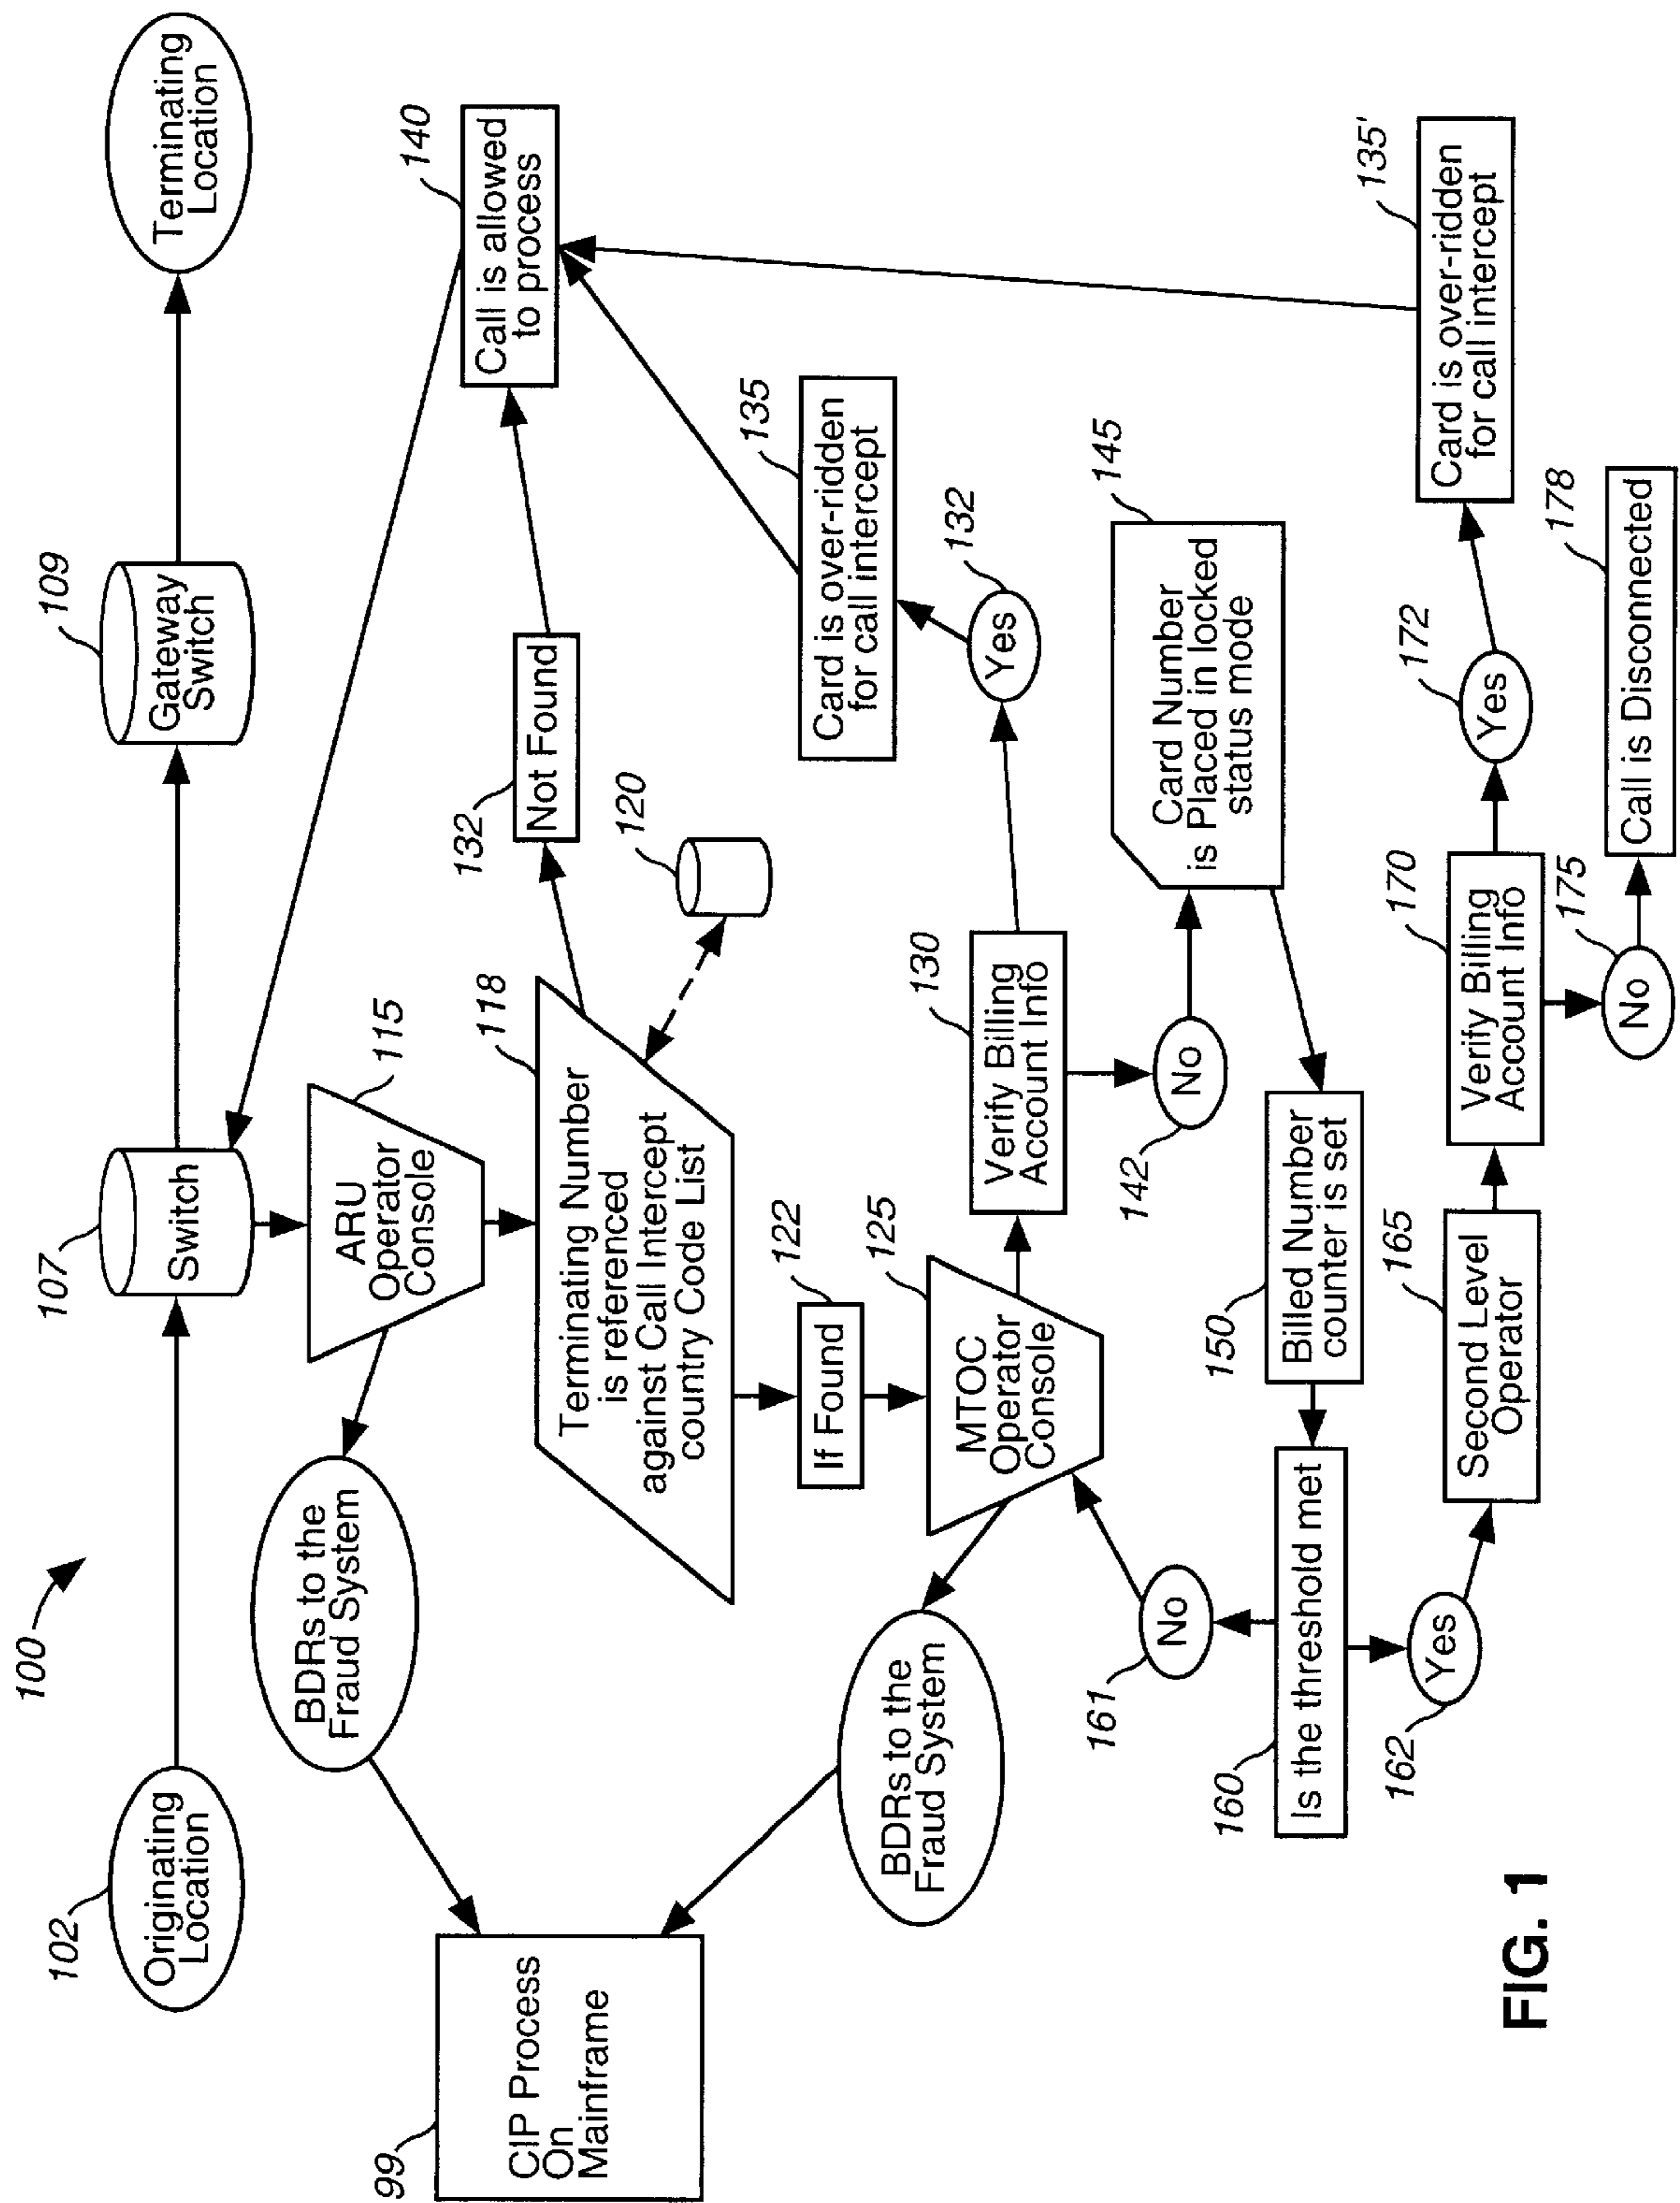 100
102
Originating
Location
107
Switch
109
Gateway
Switch
Terminating
Location
BDRs to the
Fraud System
ARU
Operator
Console
115
99
CIP Process
On
Mainframe
Terminating Number
is referenced
against Call Intercept
country Code List
118
132
Not Found
120
140
Call is allowed
to process
If Found
122
135
Card is over-ridden
for call intercept
BDRs to the
Fraud System
MTOC
Operator
Console
125
Verify Billing
Account Info
130
Yes
132
161
No
142
No
Card Number
is Placed in locked
status mode
145
150
Billed Number
counter is set
160
Is the threshold met
162
Yes
Second Level
Operator
165
Verify Billing
Account Info
170
Yes
172
Card is over-ridden
for call intercept
135'
No
175
Call is Disconnected
178
FIG. 1